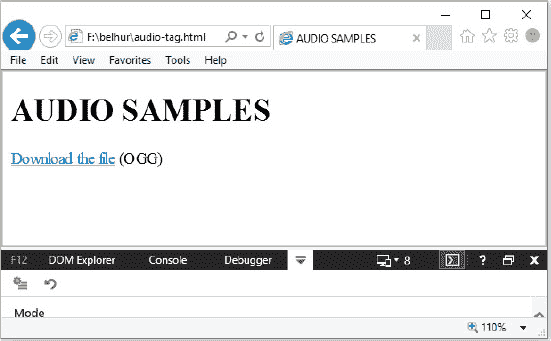 F:\belhur\audio-tag.html
AUDIO SAMPLES
File Edit View Favorites Tools Help
AUDIO SAMPLES
Download the file (OGG)
F12 DOM Explorer Console Debugger 8 ?
Mode
110%